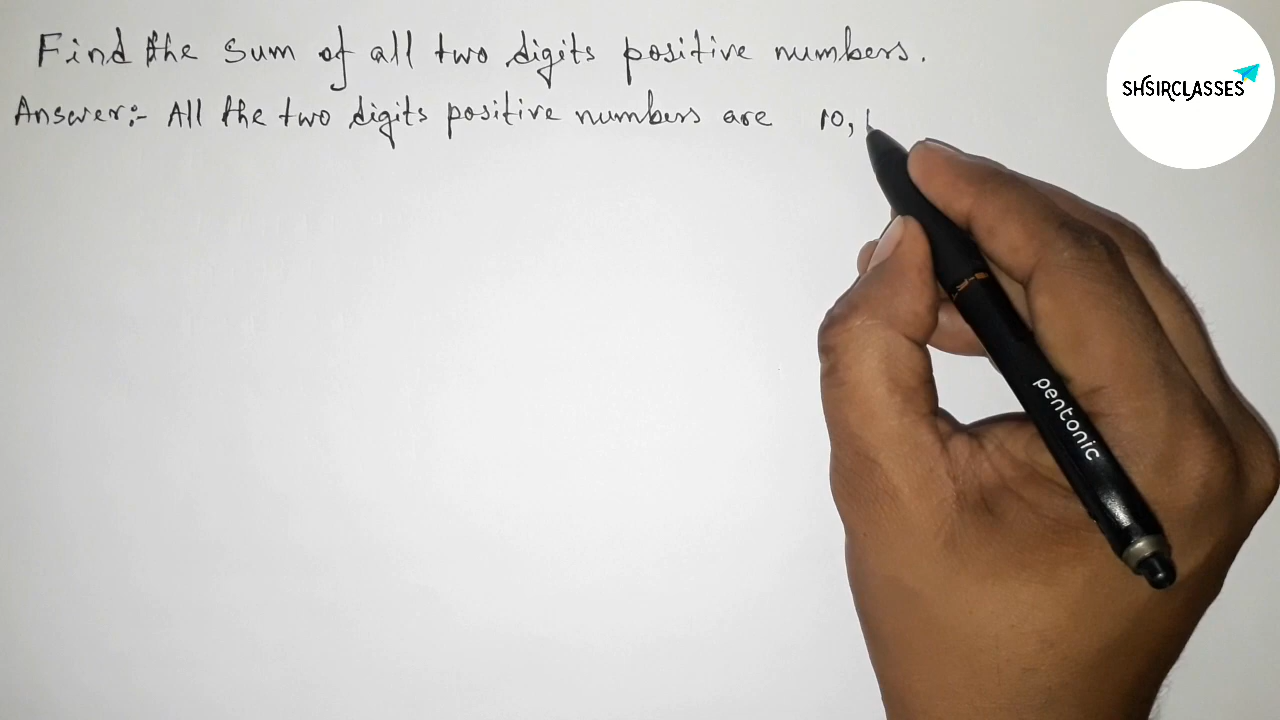 Find the Sum of all two digits positive numbers.
Answer:- All the two digits positive numbers are 10, 1
SHSIRCLASSES
pentonic